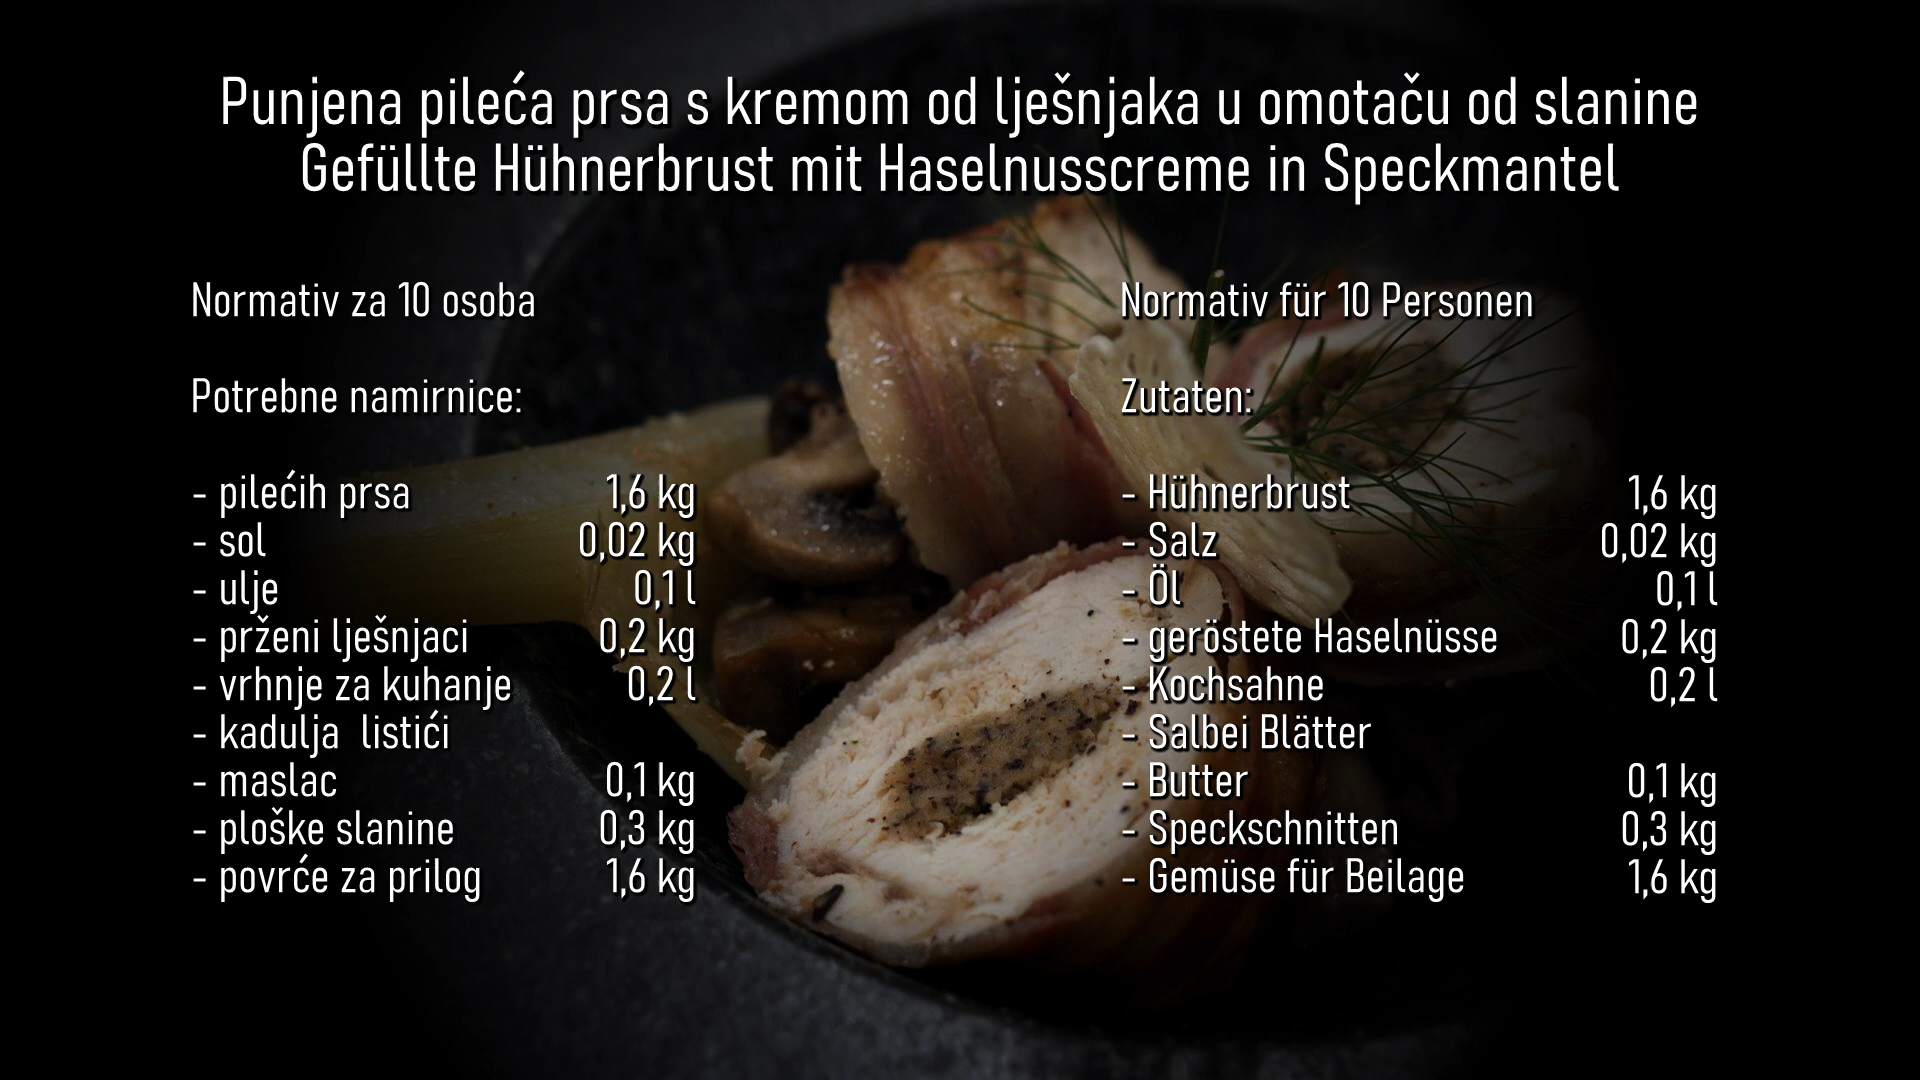 Punjena pileća prsa s kremom od lješnjaka u omotaču od slanine
Gefüllte Hühnerbrust mit Haselnusscreme in Speckmantel
Normativ za 10 osoba
Potrebne namirnice:
- pilećih prsa 1,6 kg
- sol 0,02 kg
- ulje 0,1 l
- prženi lješnjaci 0,2 kg
- vrhnje za kuhanje 0,2 l
- kadulja  listići
- maslac 0,1 kg
- ploške slanine 0,3 kg
- povrće za prilog 1,6 kg
Normativ für 10 Personen
Zutaten:
- Hühnerbrust 1,6 kg
- Salz 0,02 kg
- Öl 0,1 l
- geröstete Haselnüsse 0,2 kg
- Kochsahne 0,2 l
- Salbei Blätter
- Butter 0,1 kg
- Speckschnitten 0,3 kg
- Gemüse für Beilage 1,6 kg